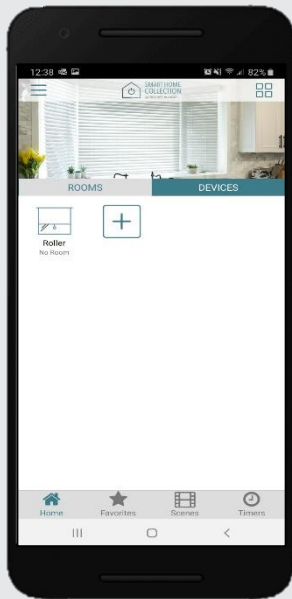 12:38
82%
SMART HOME
COLLECTION
ROOMS
DEVICES
Roller
No Room
Home
Favorites
Scenes
Timers